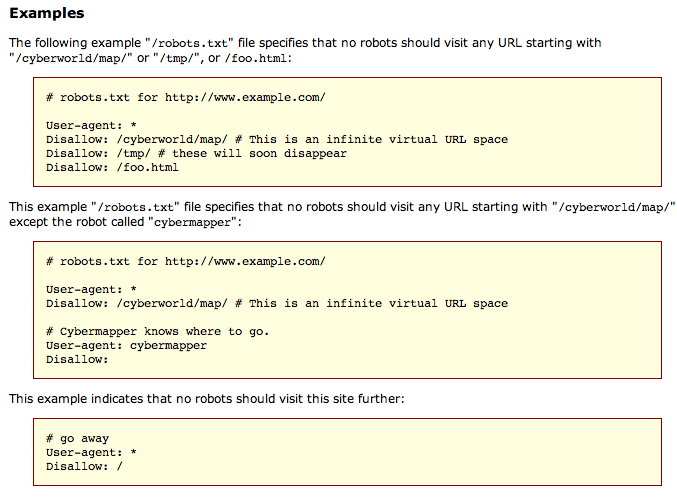 Examples
The following example "/robots.txt" file specifies that no robots should visit any URL starting with
"/cyberworld/map/" or "/tmp/", or /foo.html:
# robots.txt for http://www.example.com/
User-agent: *
Disallow: /cyberworld/map/ # This is an infinite virtual URL space
Disallow: /tmp/ # these will soon disappear
Disallow: /foo.html
This example "/robots.txt" file specifies that no robots should visit any URL starting with "/cyberworld/map/"
except the robot called "cybermapper":
# robots.txt for http://www.example.com/
User-agent: *
Disallow: /cyberworld/map/ # This is an infinite virtual URL space
# Cybermapper knows where to go.
User-agent: cybermapper
Disallow:
This example indicates that no robots should visit this site further:
# go away
User-agent: *
Disallow: /